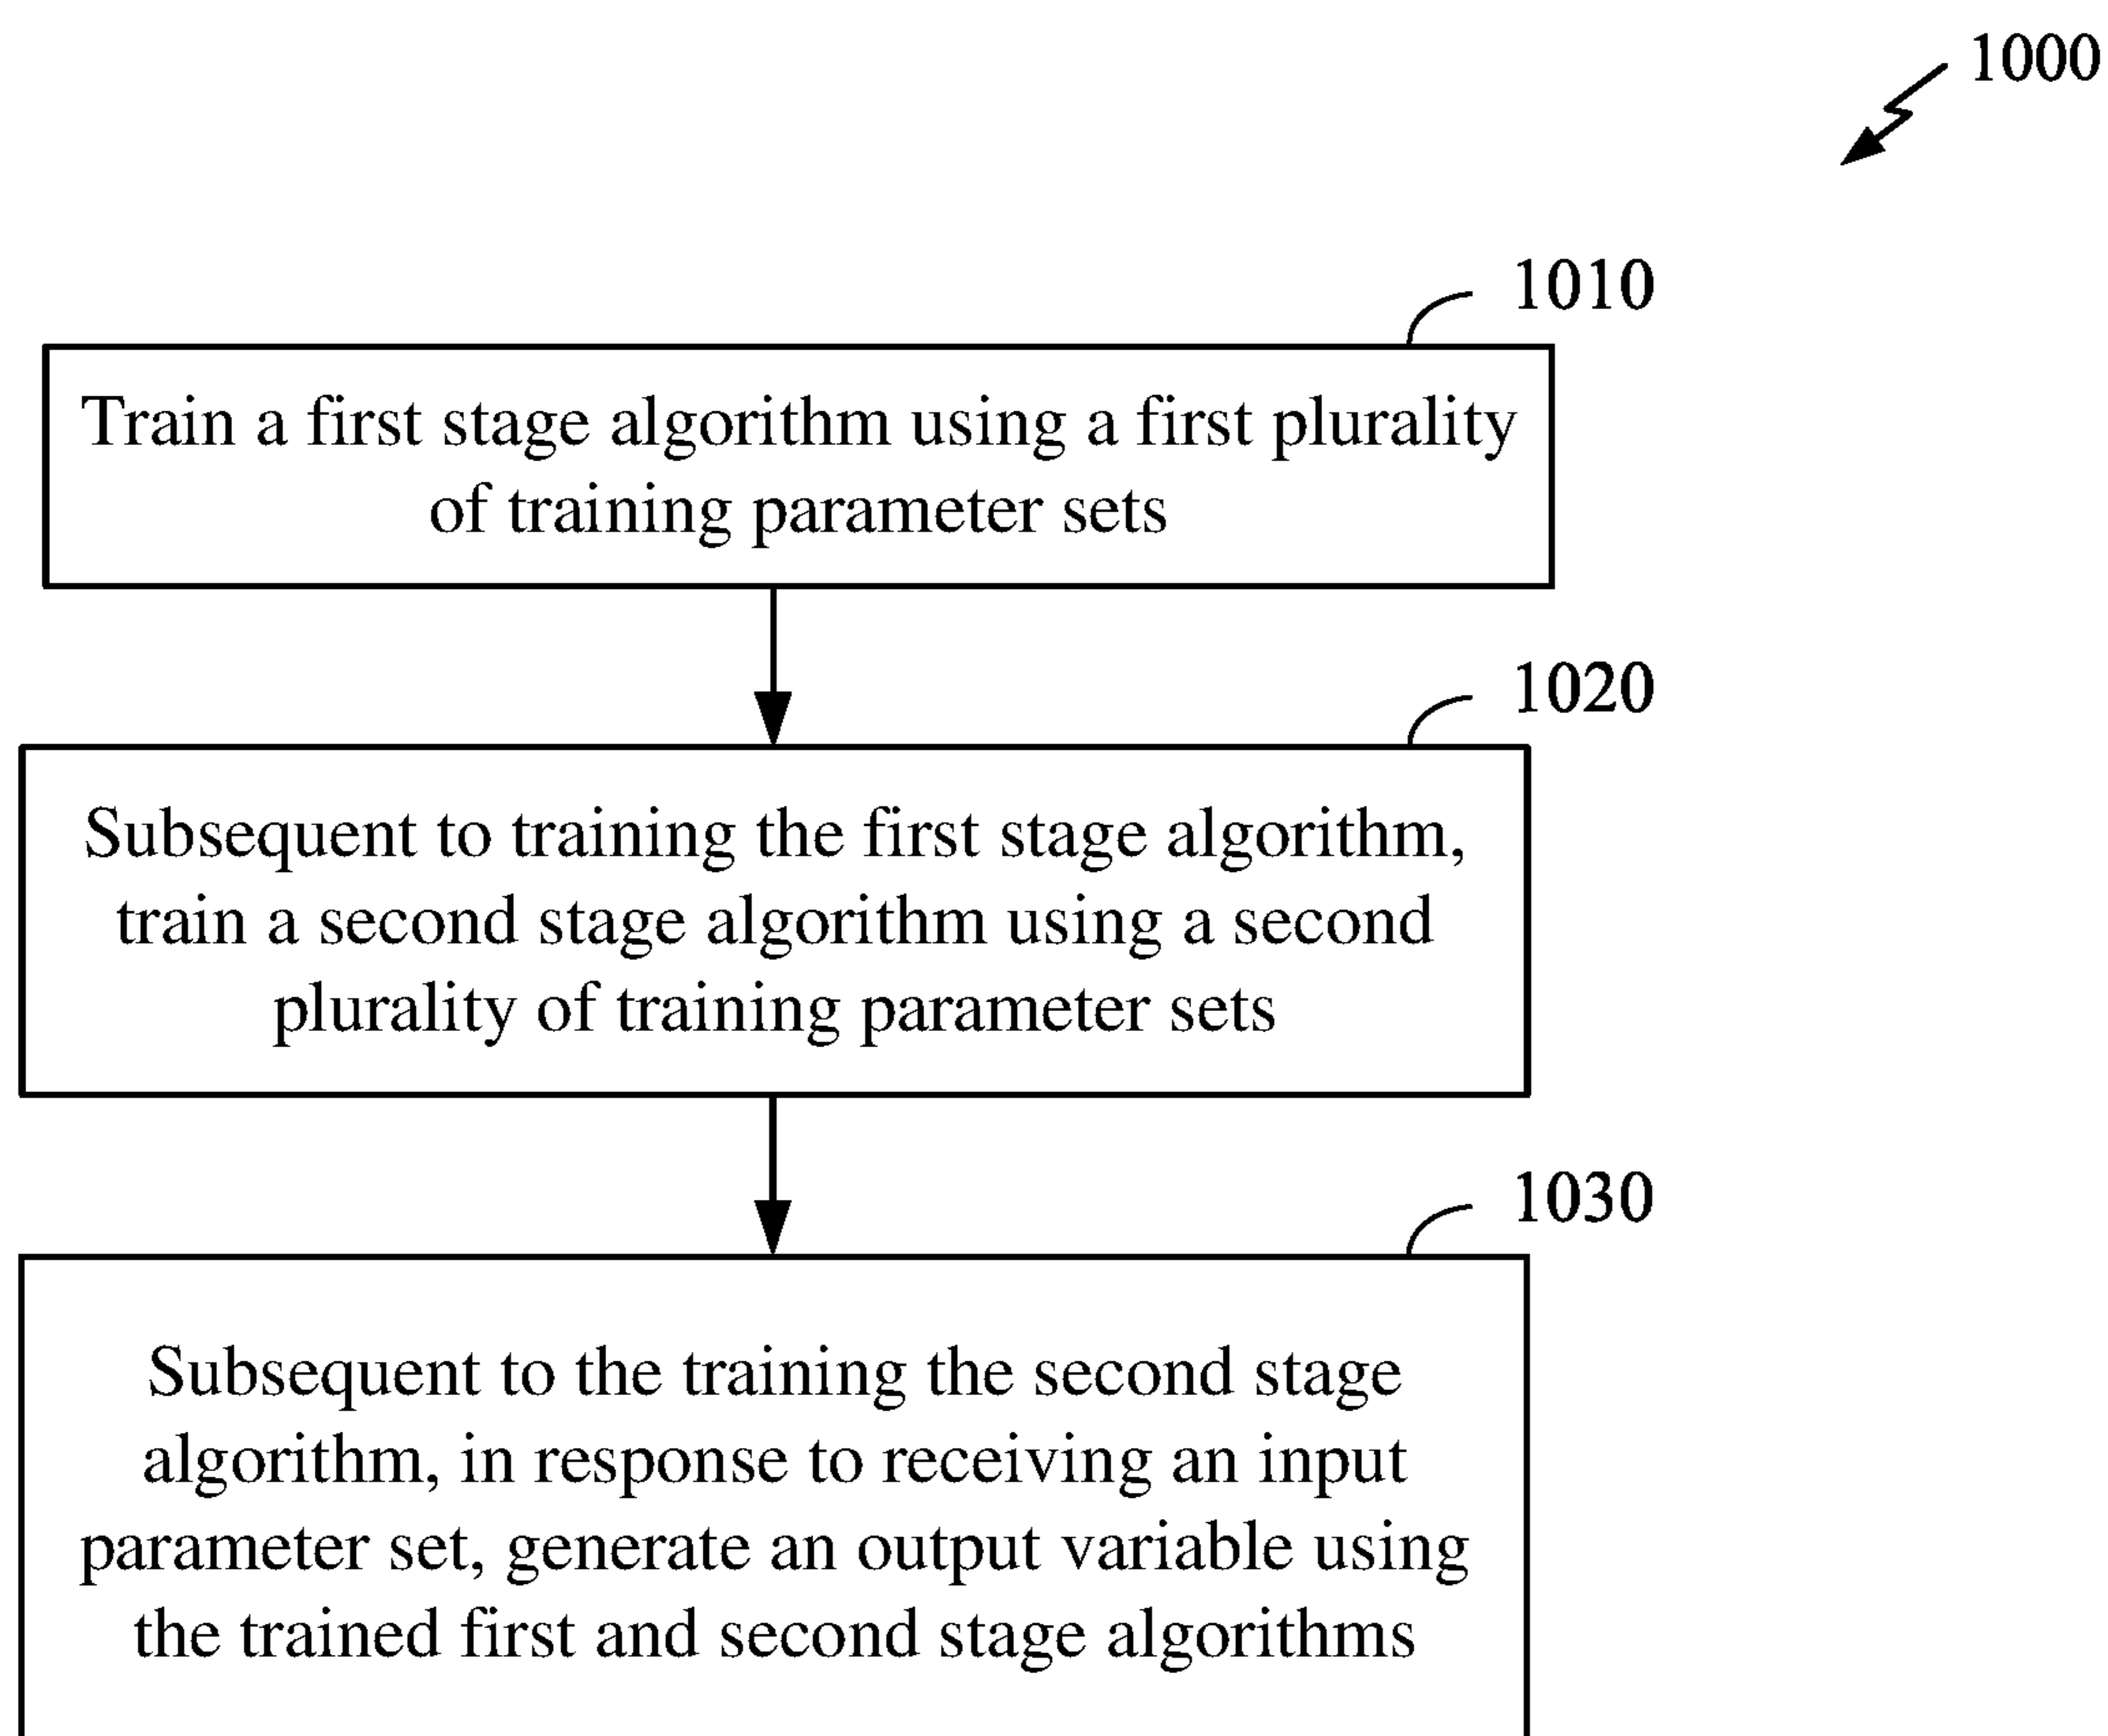 1000
1010
Train a first stage algorithm using a first plurality
of training parameter sets
1020
Subsequent to training the first stage algorithm,
train a second stage algorithm using a second
plurality of training parameter sets
1030
Subsequent to the training the second stage
algorithm, in response to receiving an input
parameter set, generate an output variable using
the trained first and second stage algorithms